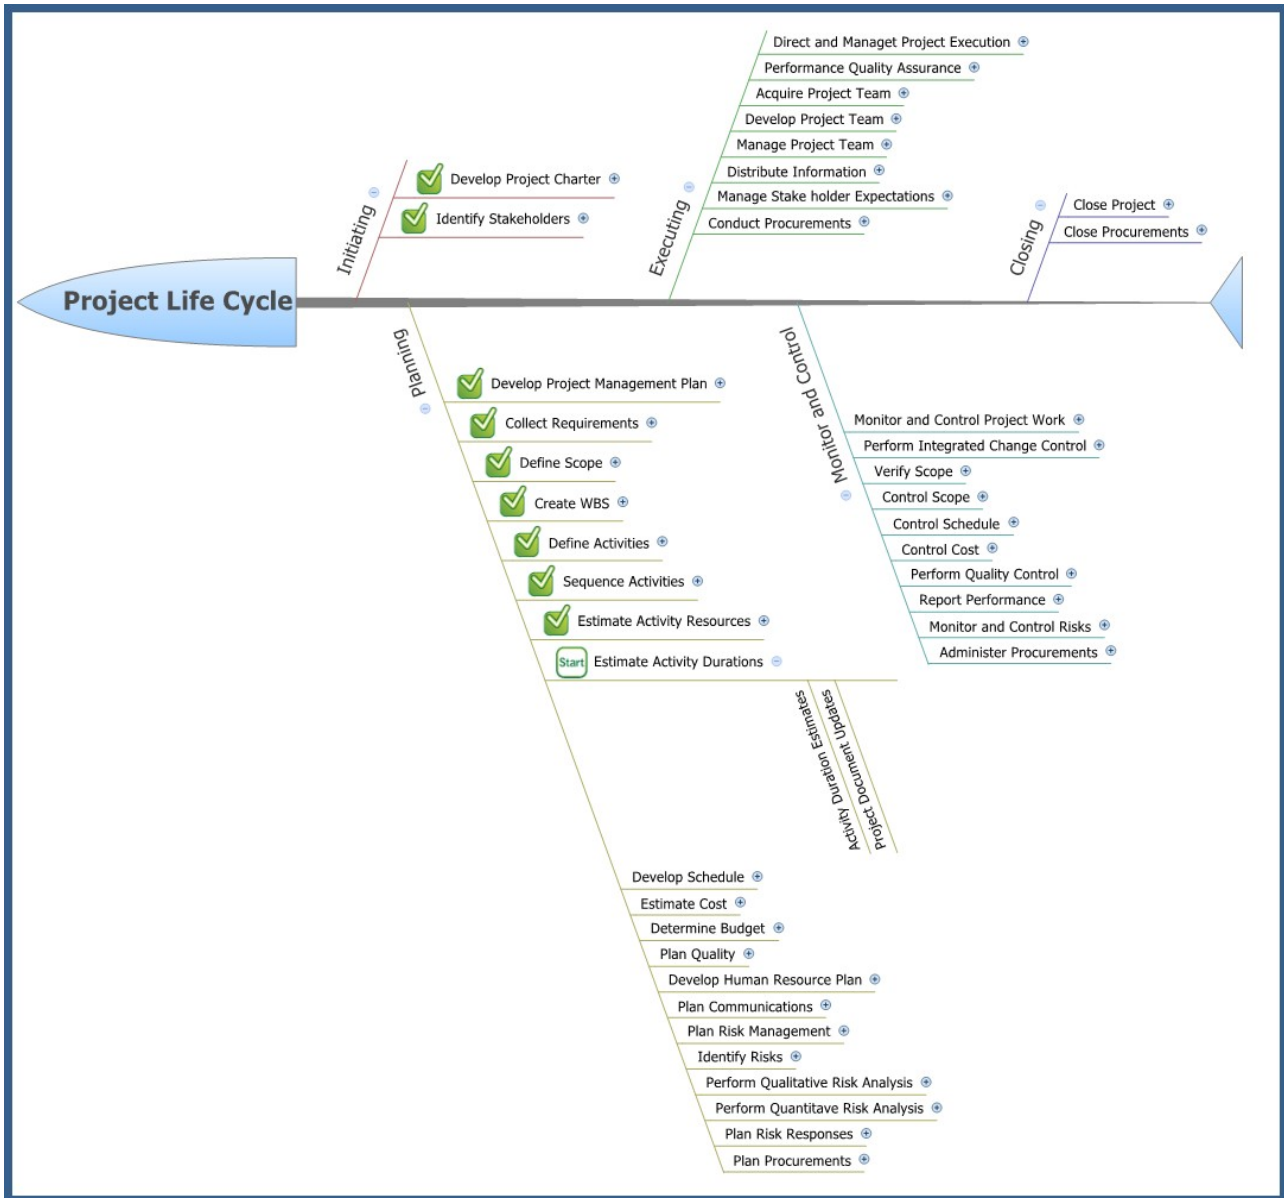 Project Life Cycle
Initiating
Develop Project Charter
Identify Stakeholders
Executing
Direct and Managet Project Execution
Performance Quality Assurance
Acquire Project Team
Develop Project Team
Manage Project Team
Distribute Information
Manage Stake holder Expectations
Conduct Procurements
Closing
Close Project
Close Procurements
Planning
Develop Project Management Plan
Collect Requirements
Define Scope
Create WBS
Define Activities
Sequence Activities
Estimate Activity Resources
Start Estimate Activity Durations
Activity Duration Estimates
Project Document Updates
Develop Schedule
Estimate Cost
Determine Budget
Plan Quality
Develop Human Resource Plan
Plan Communications
Plan Risk Management
Identify Risks
Perform Qualitative Risk Analysis
Perform Quantitave Risk Analysis
Plan Risk Responses
Plan Procurements
Monitor and Control
Monitor and Control Project Work
Perform Integrated Change Control
Verify Scope
Control Scope
Control Schedule
Control Cost
Perform Quality Control
Report Performance
Monitor and Control Risks
Administer Procurements